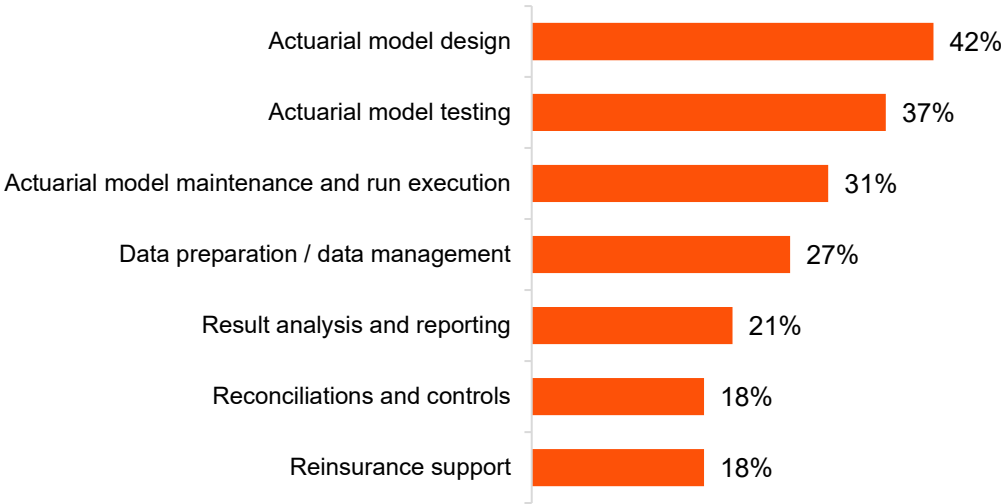 Actuarial model design 42%
Actuarial model testing 37%
Actuarial model maintenance and run execution 31%
Data preparation / data management 27%
Result analysis and reporting 21%
Reconciliations and controls 18%
Reinsurance support 18%